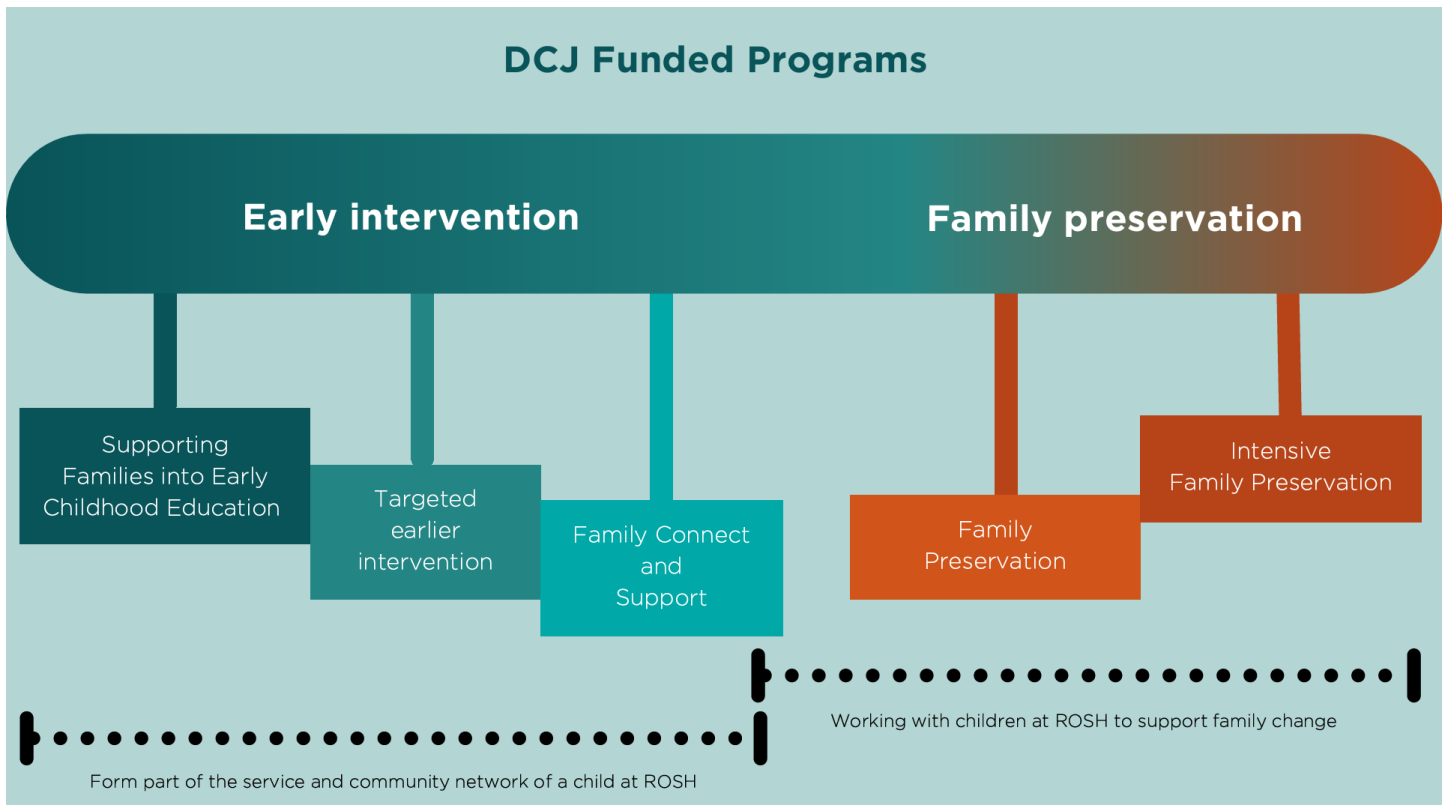 DCJ Funded Programs
Early intervention
Family preservation
Supporting
Families into Early
Childhood Education
Targeted
earlier
intervention
Family Connect
and
Support
Family
Preservation
Intensive
Family Preservation
Working with children at ROSH to support family change
Form part of the service and community network of a child at ROSH